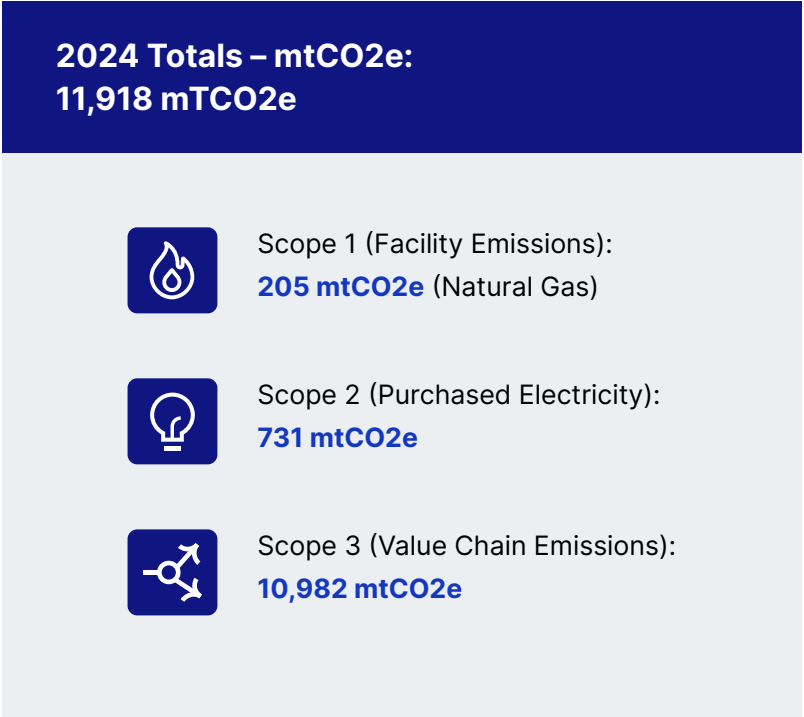 2024 Totals – mtCO2e:
11,918 mTCO2e
Scope 1 (Facility Emissions):
205 mtCO2e (Natural Gas)
Scope 2 (Purchased Electricity):
731 mtCO2e
Scope 3 (Value Chain Emissions):
10,982 mtCO2e